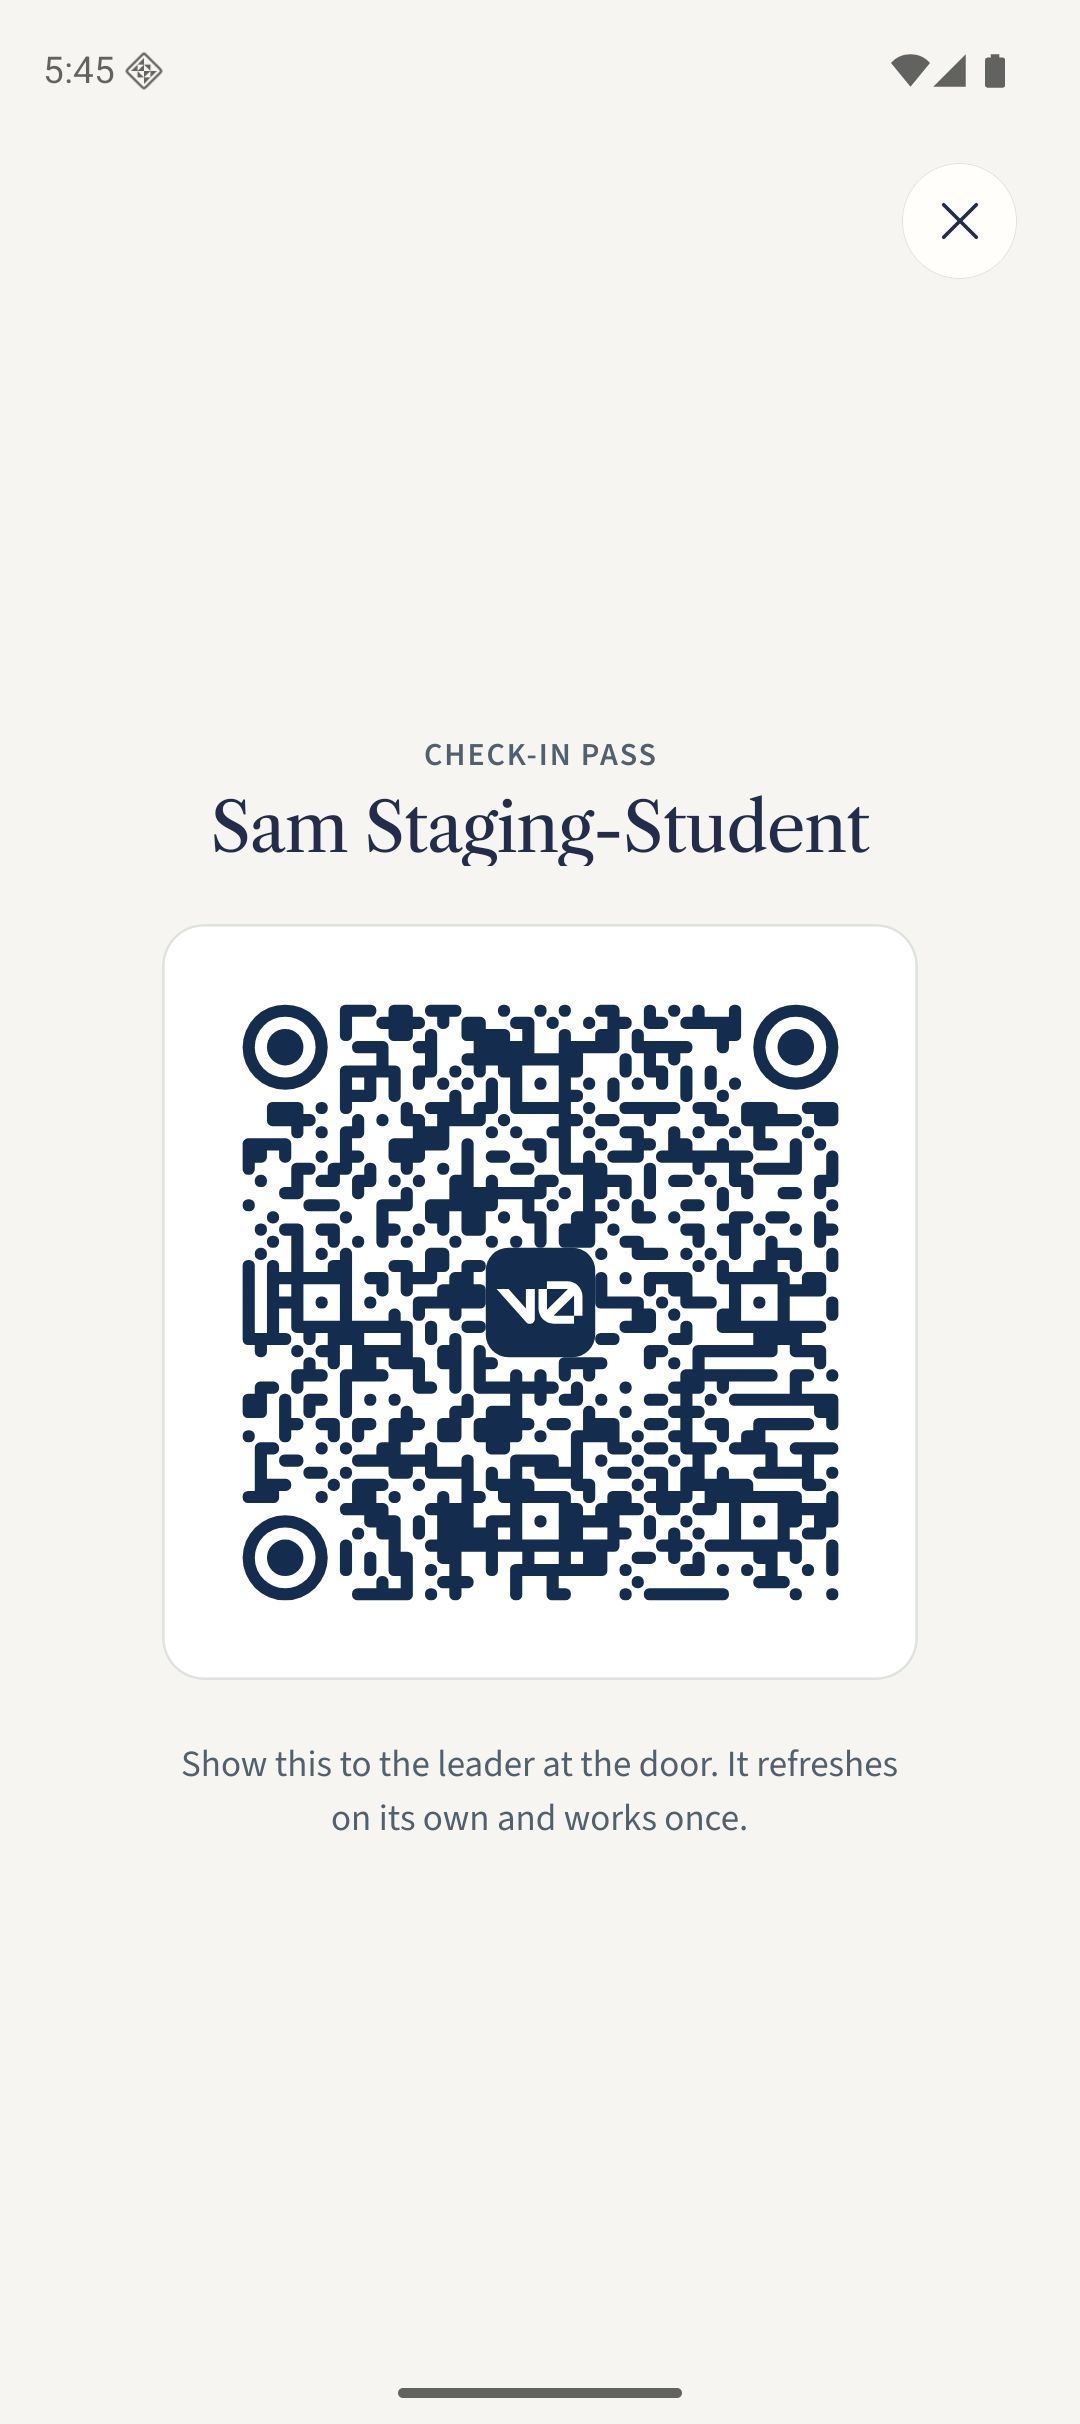 5:45
CHECK-IN PASS
Sam Staging-Student
Show this to the leader at the door. It refreshes
on its own and works once.